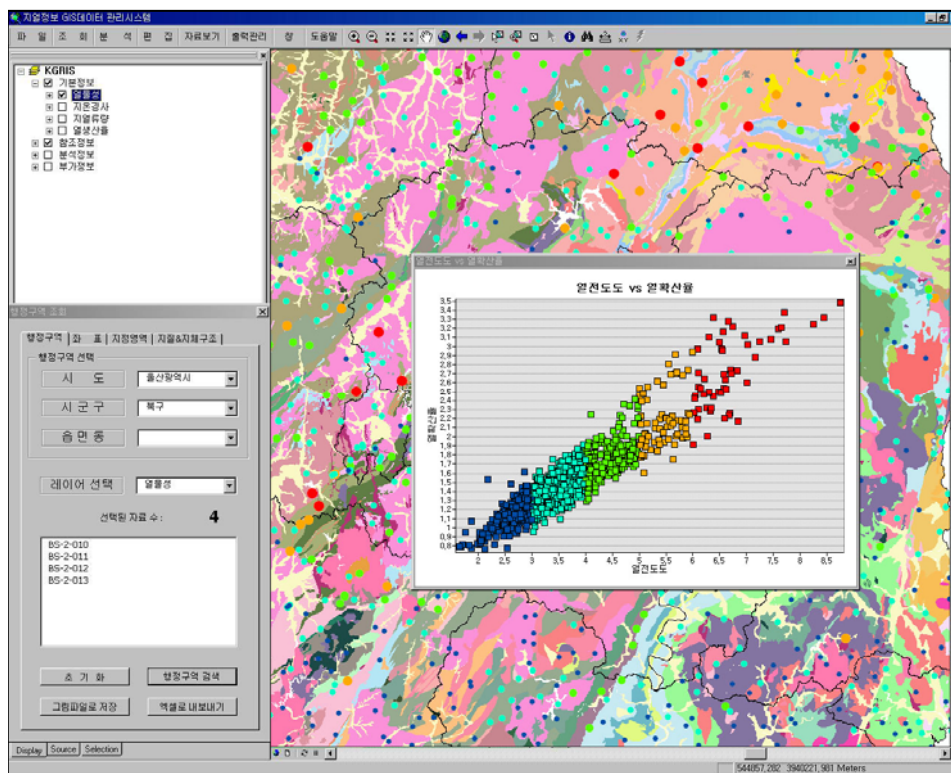 지열정보 GIS데이터 관리시스템
파 일 조 회 분 석 편 집 자료보기 출력관리 창 도움말
KGRIS
기본정보
열물성
지온경사
지열류량
열생산율
참조정보
분석정보
부가정보
행정구역 조회
행정구역 좌 표 지정영역 지질&지체구조
행정구역 선택
시 도 울산광역시
시 군 구 북구
읍 면 동
레이어 선택 열물성
선택된 자료 수 : 4
BS-2-010
BS-2-011
BS-2-012
BS-2-013
초 기 화 행정구역 검색
그림파일로 저장 엑셀로 내보내기
Display Source Selection
열전도도 vs 열확산율
열전도도 vs 열확산율
열확산율
3,5
3,4
3,2
3,1
3
2,9
2,7
2,6
2,5
2,4
2,2
2,1
2
1,9
1,8
1,6
1,5
1,4
1,3
1,1
1
0,9
0,8
2 2,5 3 3,5 4 4,5 5 5,5 6 6,5 7 7,5 8 8,5
열전도도
544857,282 3940221,981 Meters